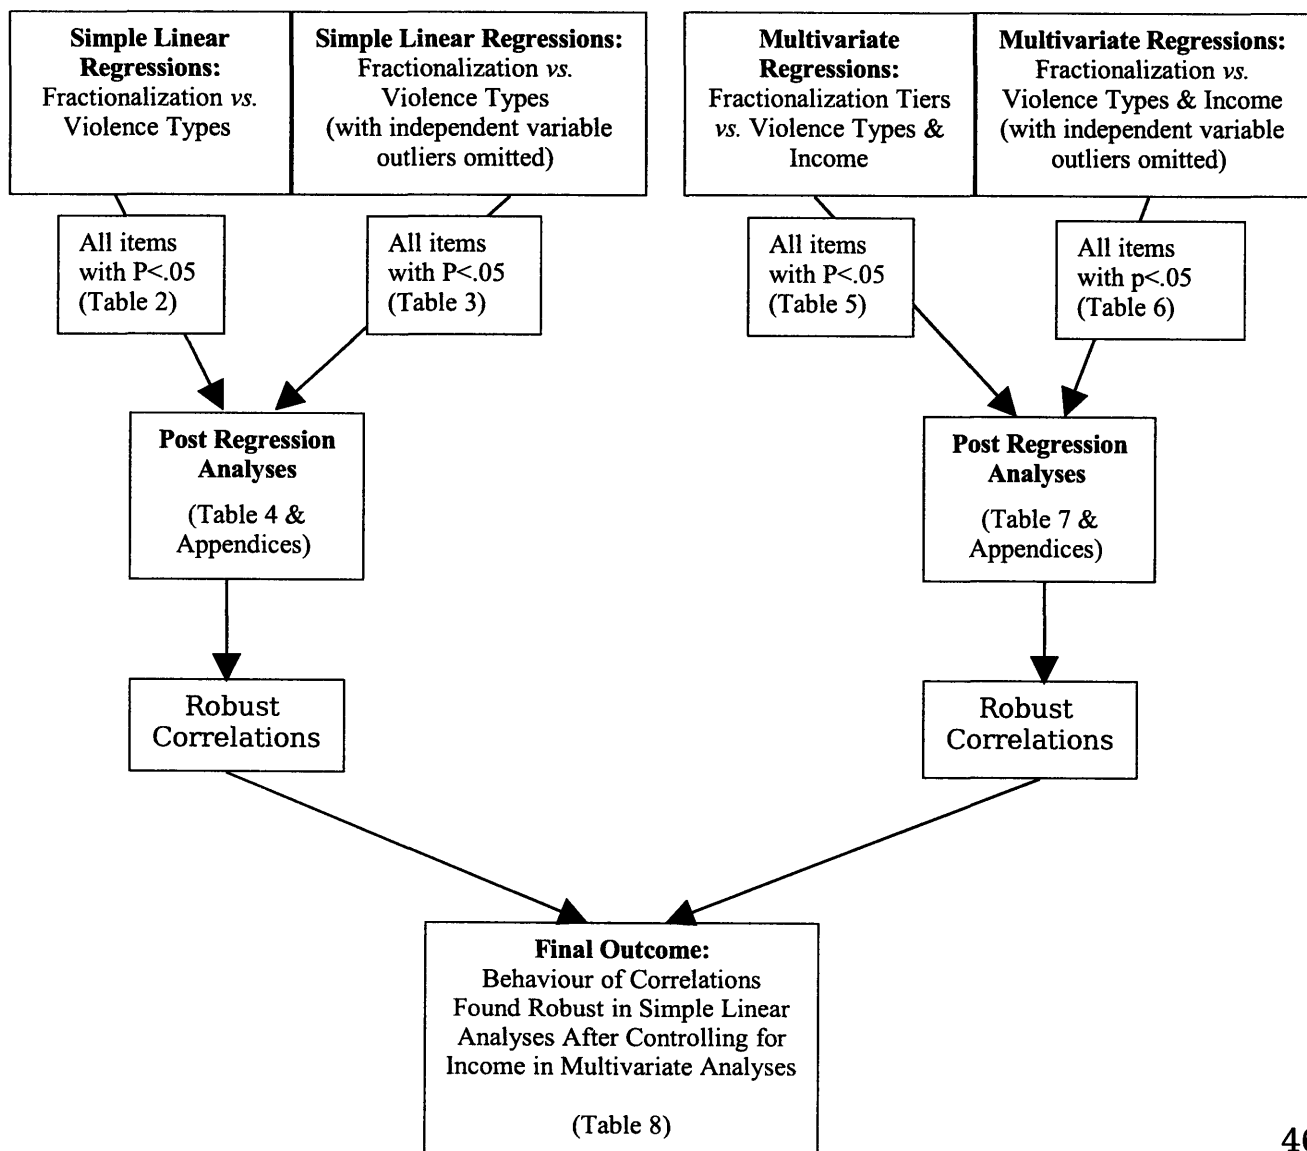 Simple Linear
Regressions:
Fractionalization vs.
Violence Types
Simple Linear Regressions:
Fractionalization vs.
Violence Types
(with independent variable
outliers omitted)
Multivariate
Regressions:
Fractionalization Tiers
vs. Violence Types &
Income
Multivariate Regressions:
Fractionalization vs.
Violence Types & Income
(with independent variable
outliers omitted)
All items
with P<.05
(Table 2)
All items
with P<.05
(Table 3)
All items
with P<.05
(Table 5)
All items
with p<.05
(Table 6)
Post Regression
Analyses
(Table 4 &
Appendices)
Post Regression
Analyses
(Table 7 &
Appendices)
Robust
Correlations
Robust
Correlations
Final Outcome:
Behaviour of Correlations
Found Robust in Simple Linear
Analyses After Controlling for
Income in Multivariate Analyses
(Table 8)